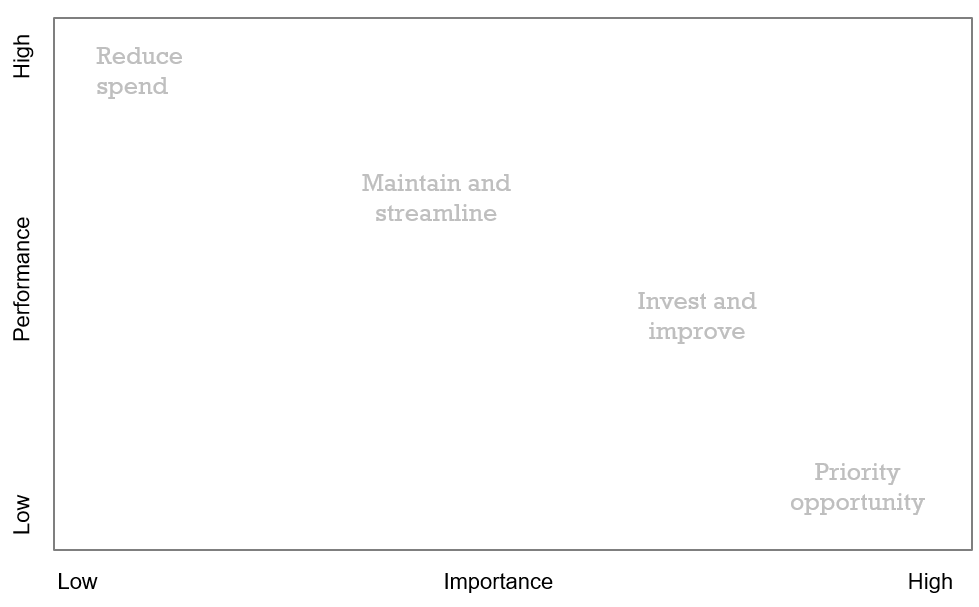 High
Reduce
spend
Maintain and
streamline
Performance
Invest and
improve
Priority
opportunity
Low
Low
Importance
High